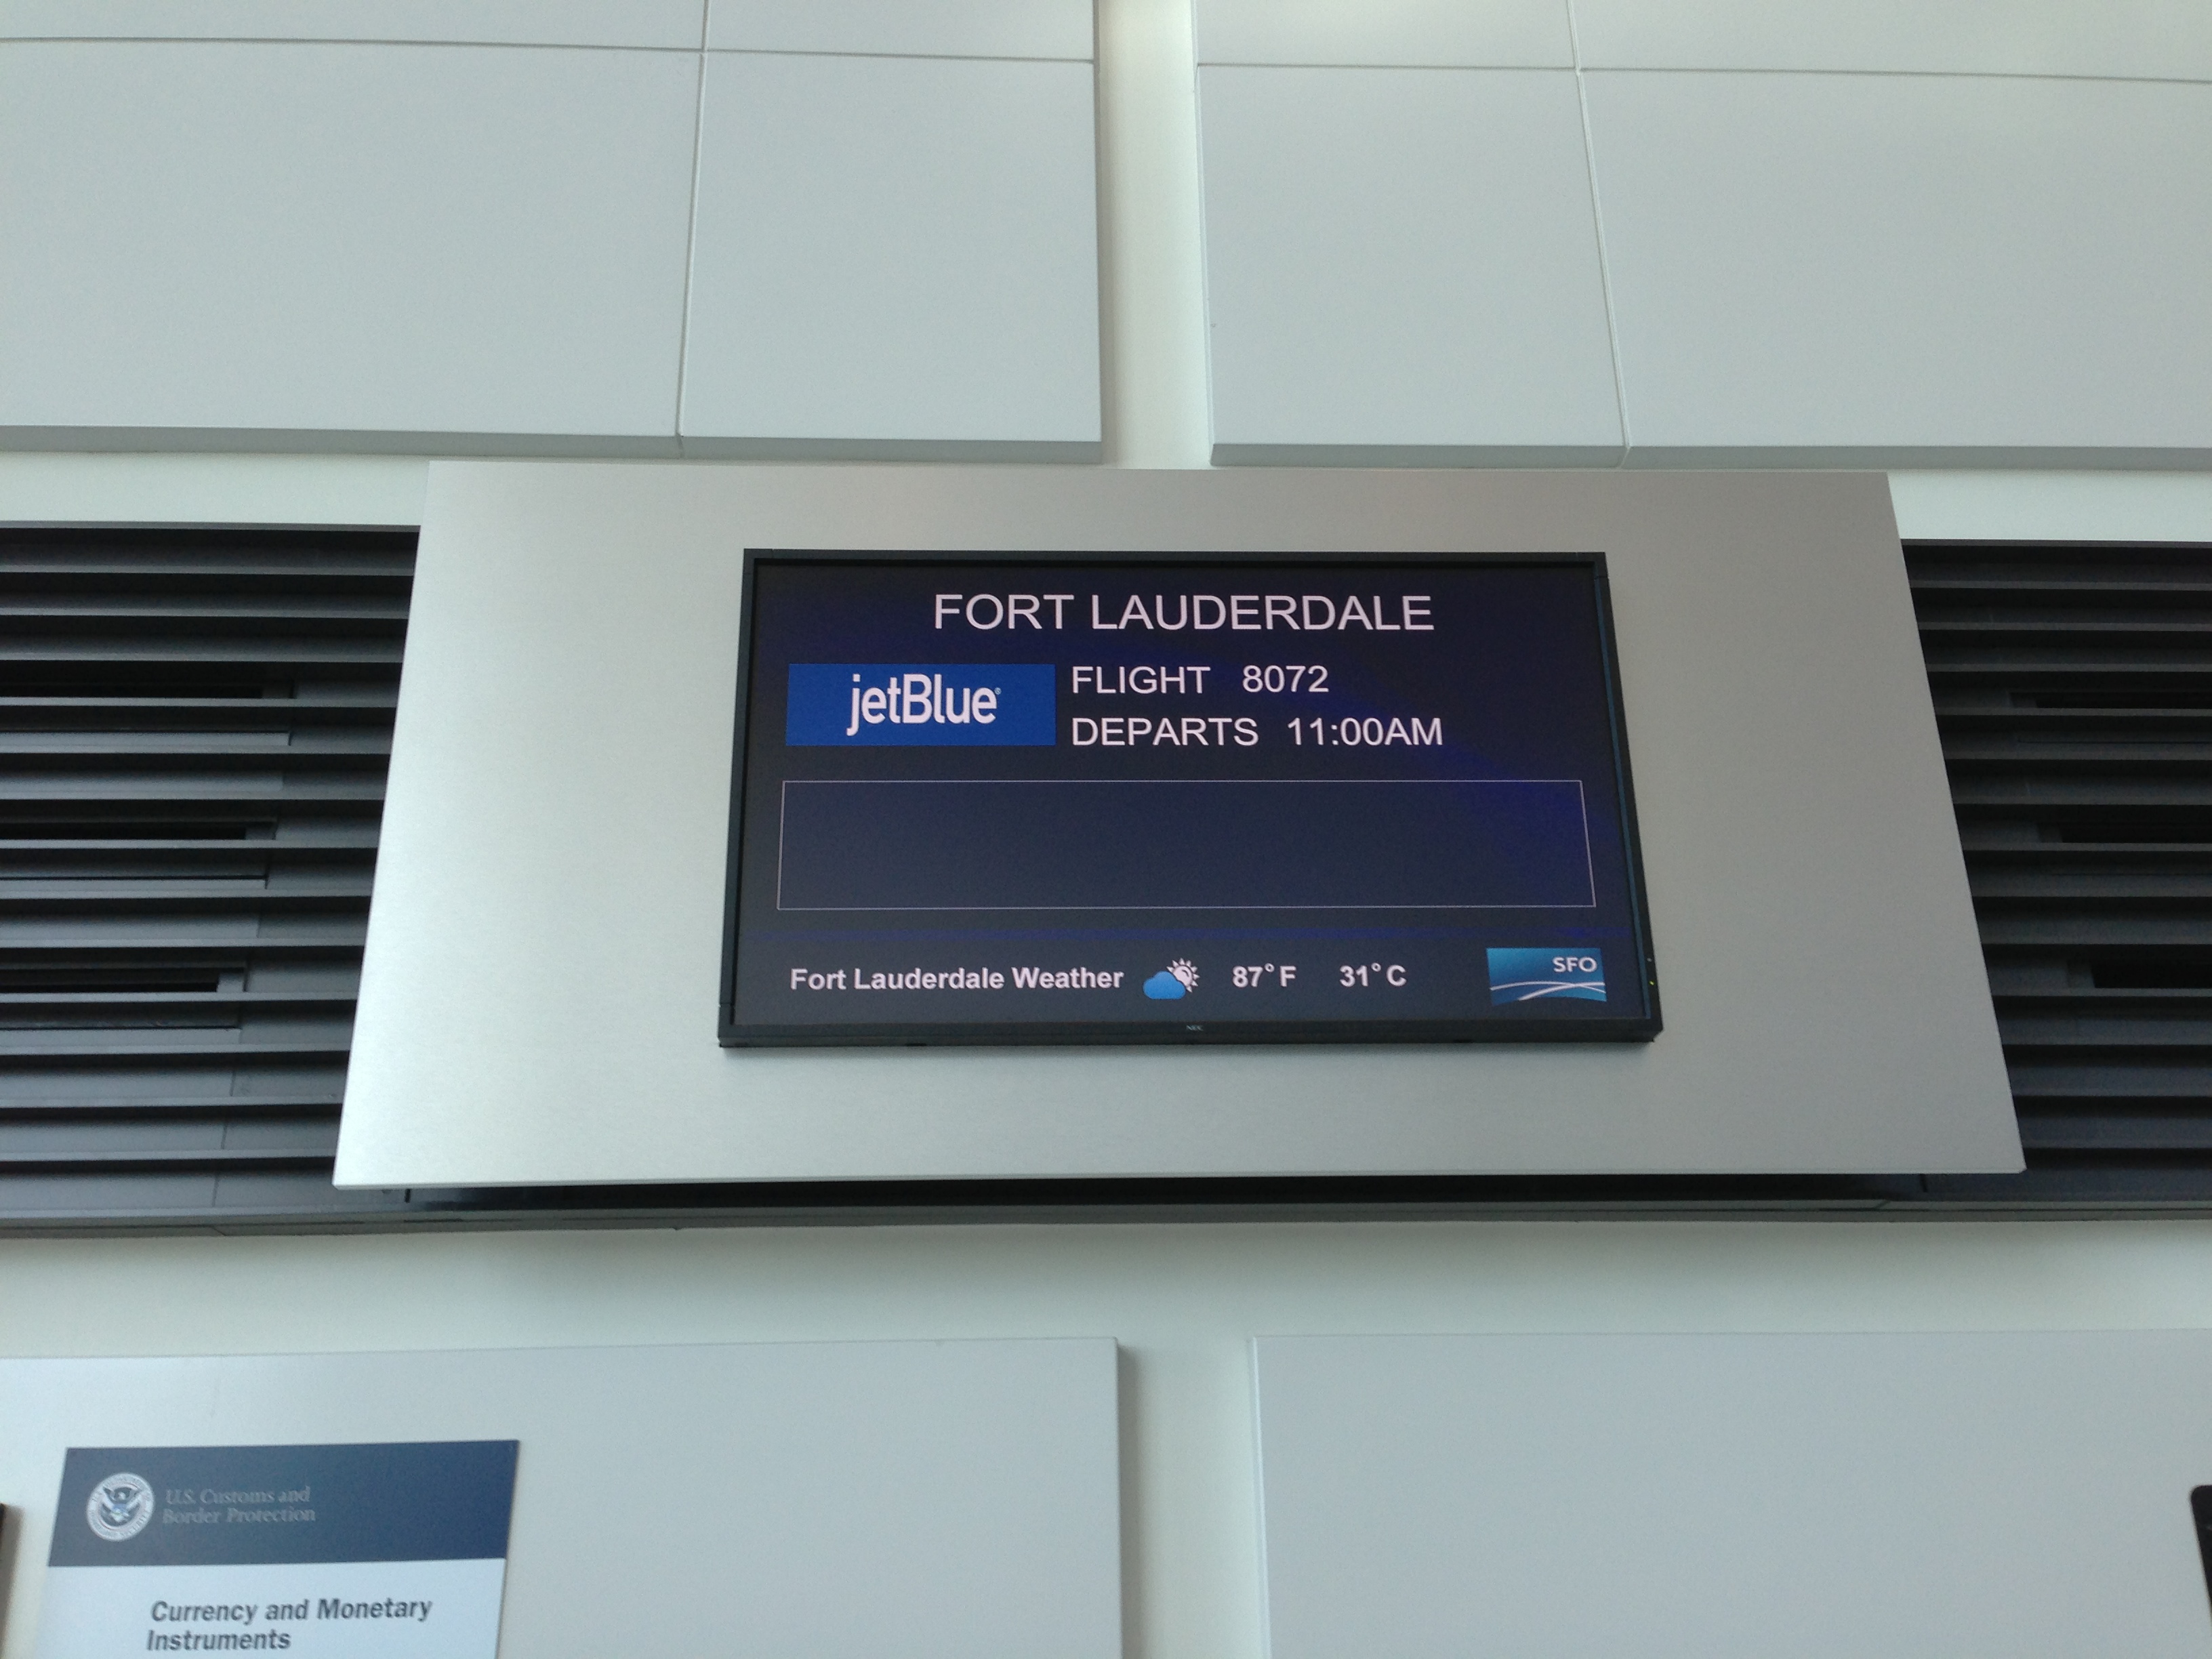 FORT LAUDERDALE
jetBlue®
FLIGHT 8072
DEPARTS 11:00AM
Fort Lauderdale Weather 87°F 31°C
SFO
NEC
U.S. Customs and
Border Protection
Currency and Monetary
Instruments